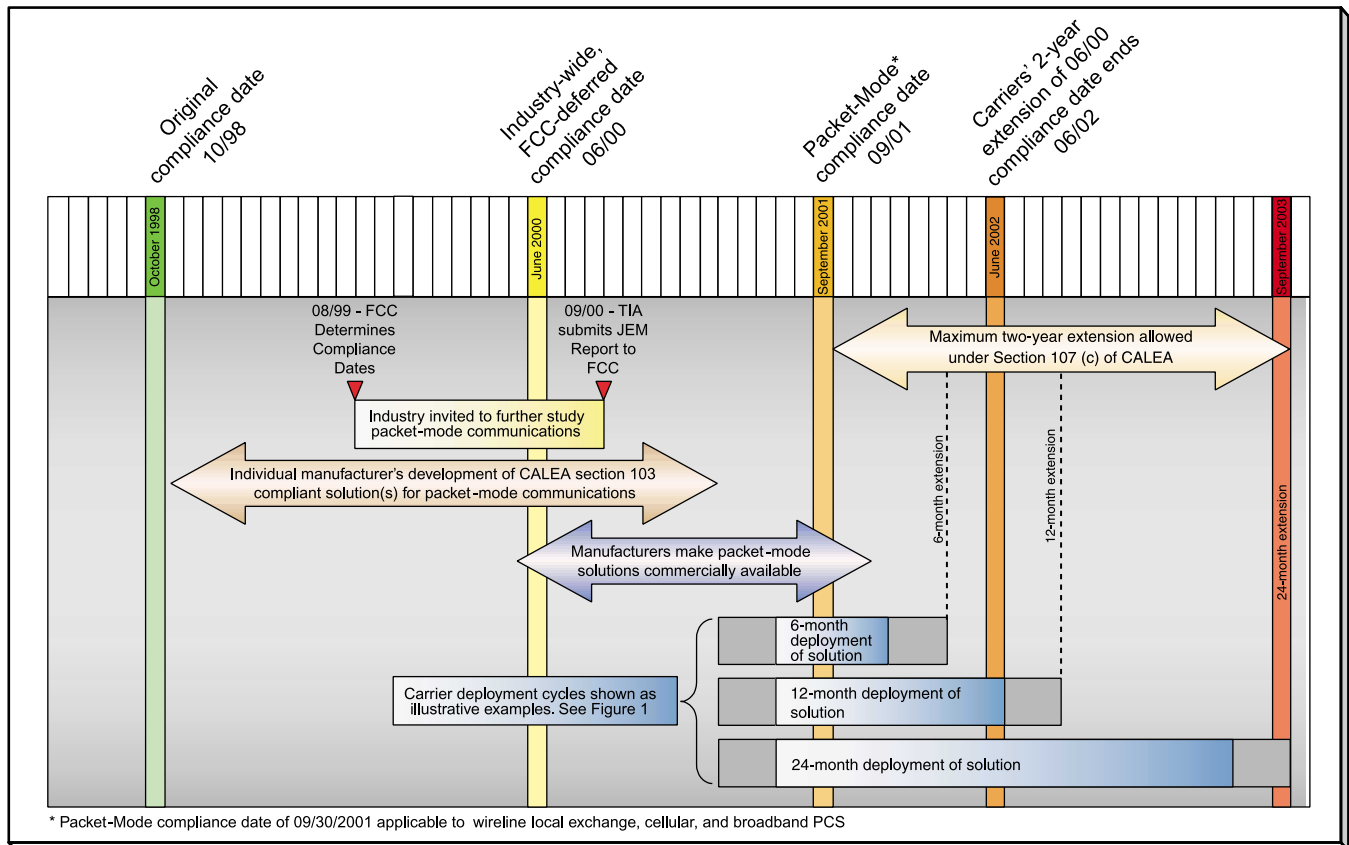 Original
compliance date
10/98
Industry-wide,
FCC-deferred
compliance date
06/00
Packet-Mode*
compliance date
09/01
Carriers' 2-year
extension of 06/00
compliance date ends
06/02
October 1998
June 2000
September 2001
June 2002
September 2003
08/99 - FCC
Determines
Compliance
Dates
09/00 - TIA
submits JEM
Report to
FCC
Maximum two-year extension allowed
under Section 107 (c) of CALEA
Industry invited to further study
packet-mode communications
Individual manufacturer's development of CALEA section 103
compliant solution(s) for packet-mode communications
6-month extension
12-month extension
24-month extension
Manufacturers make packet-mode
solutions commercially available
6-month
deployment
of solution
Carrier deployment cycles shown as
illustrative examples. See Figure 1
12-month deployment of
solution
24-month deployment of solution
* Packet-Mode compliance date of 09/30/2001 applicable to wireline local exchange, cellular, and broadband PCS